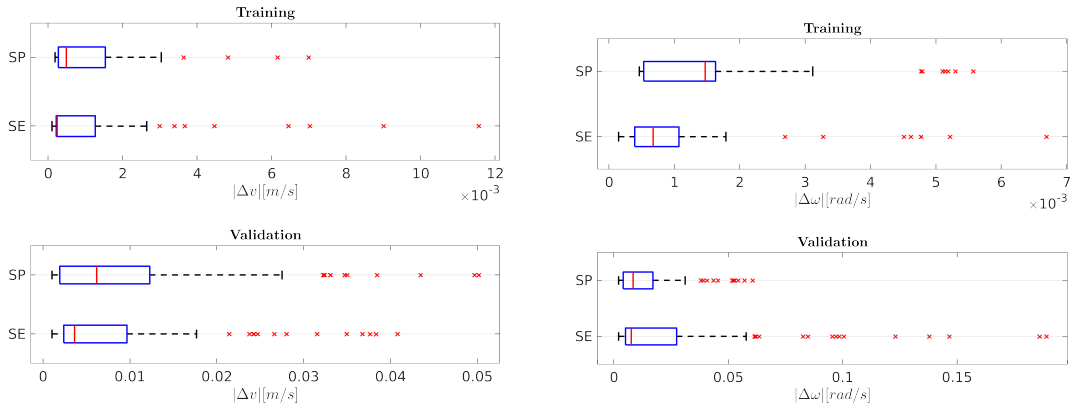 Training
SP
SE
0 2 4 6 8 10 12
×10⁻³
|Δv|[m/s]
Validation
SP
SE
0 0.01 0.02 0.03 0.04 0.05
|Δv|[m/s]
Training
SP
SE
0 1 2 3 4 5 6 7
×10⁻³
|Δω|[rad/s]
Validation
SP
SE
0 0.05 0.1 0.15
|Δω|[rad/s]